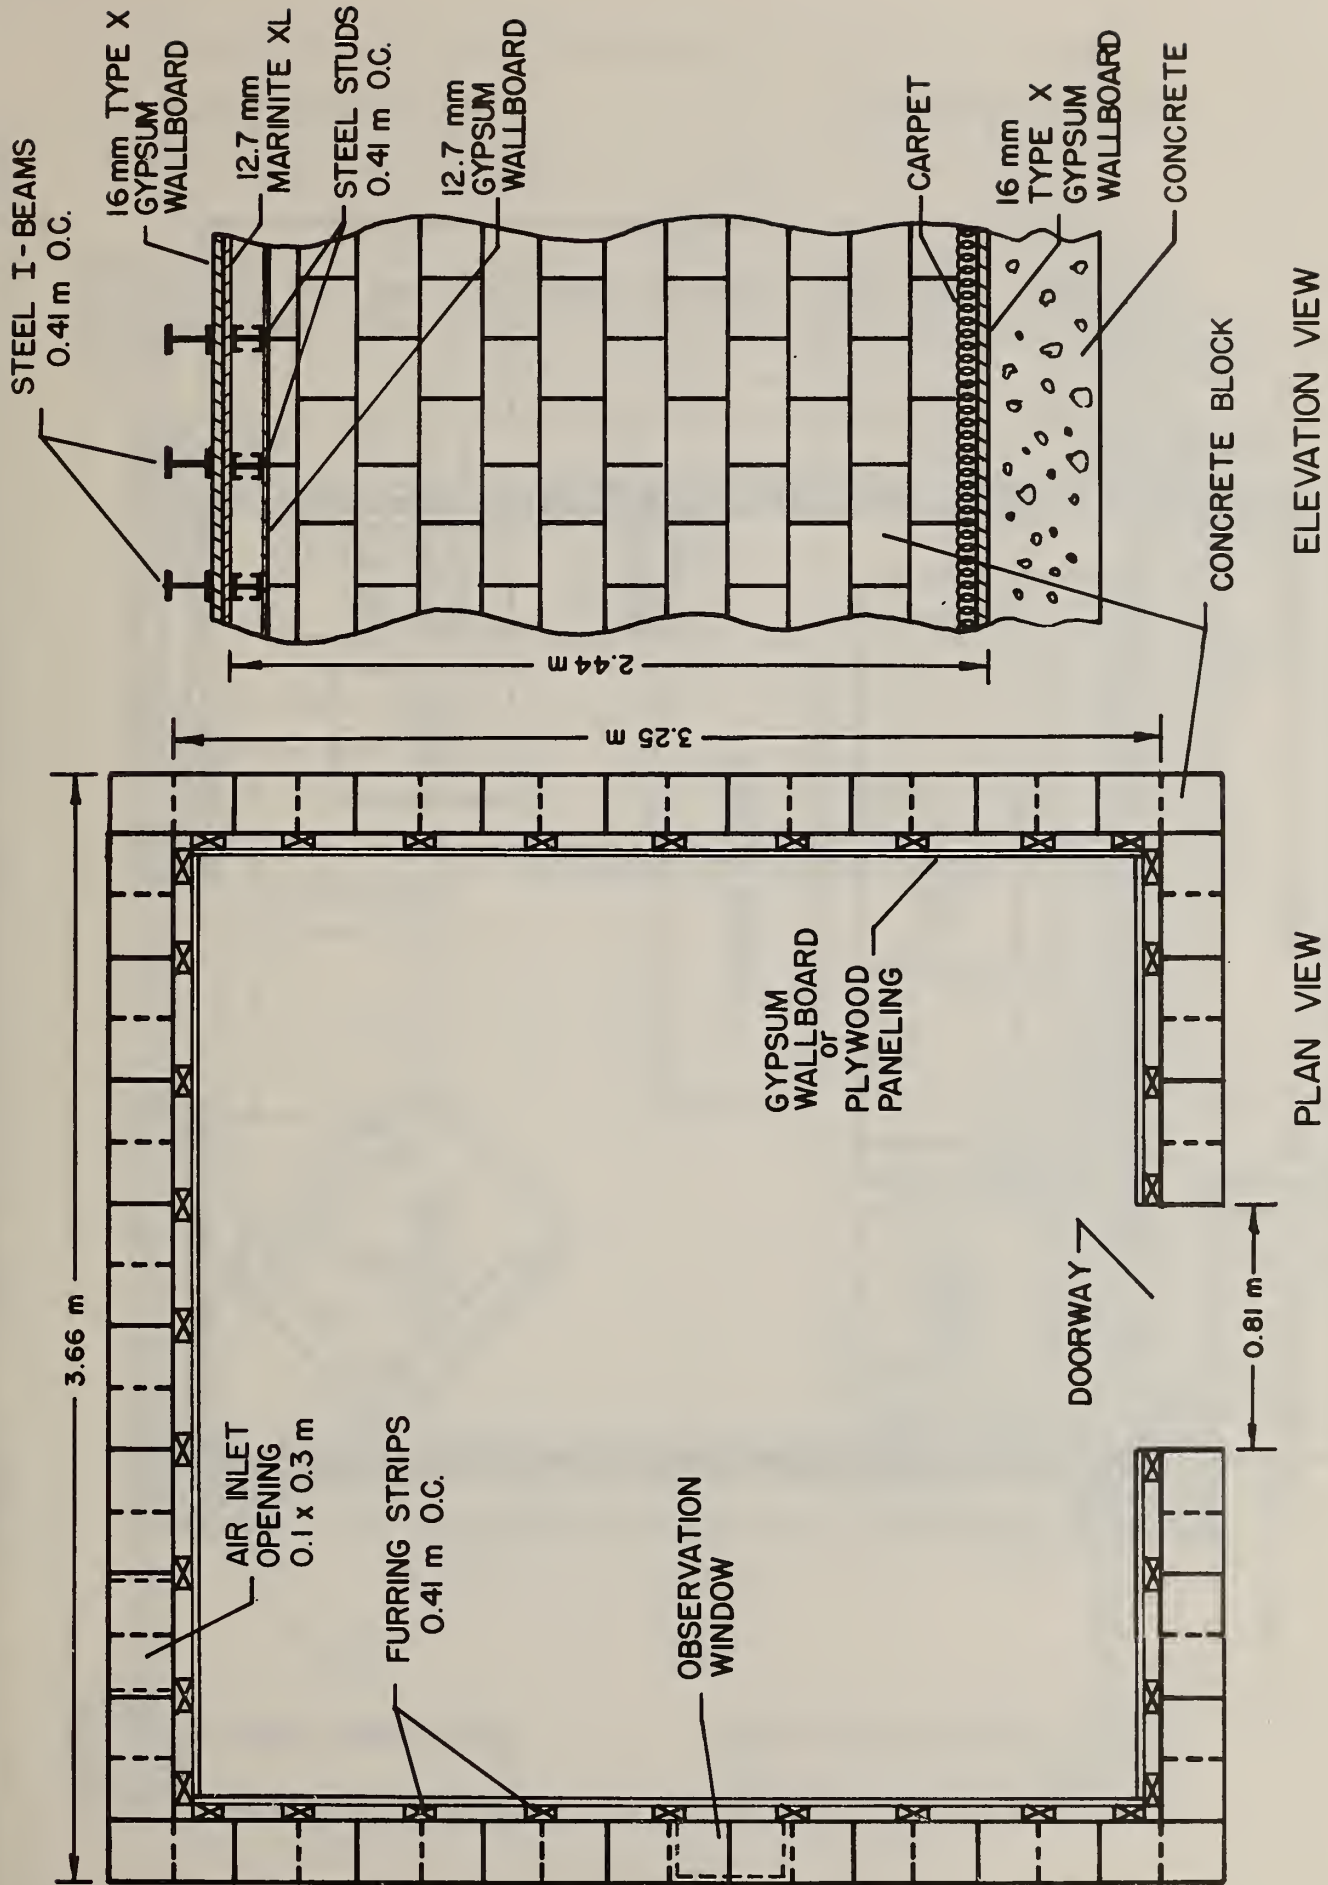 3.66 m
AIR INLET
OPENING
0.1 x 0.3 m
FURRING STRIPS
0.41 m O.C.
OBSERVATION
WINDOW
GYPSUM
WALLBOARD
or
PLYWOOD
PANELING
DOORWAY
0.81 m
3.25 m
PLAN VIEW
STEEL I-BEAMS
0.41 m O.C.
16 mm TYPE X
GYPSUM
WALLBOARD
12.7 mm
MARINITE XL
STEEL STUDS
0.41 m O.C.
12.7 mm
GYPSUM
WALLBOARD
2.44 m
CARPET
16 mm
TYPE X
GYPSUM
WALLBOARD
CONCRETE
CONCRETE BLOCK
ELEVATION VIEW